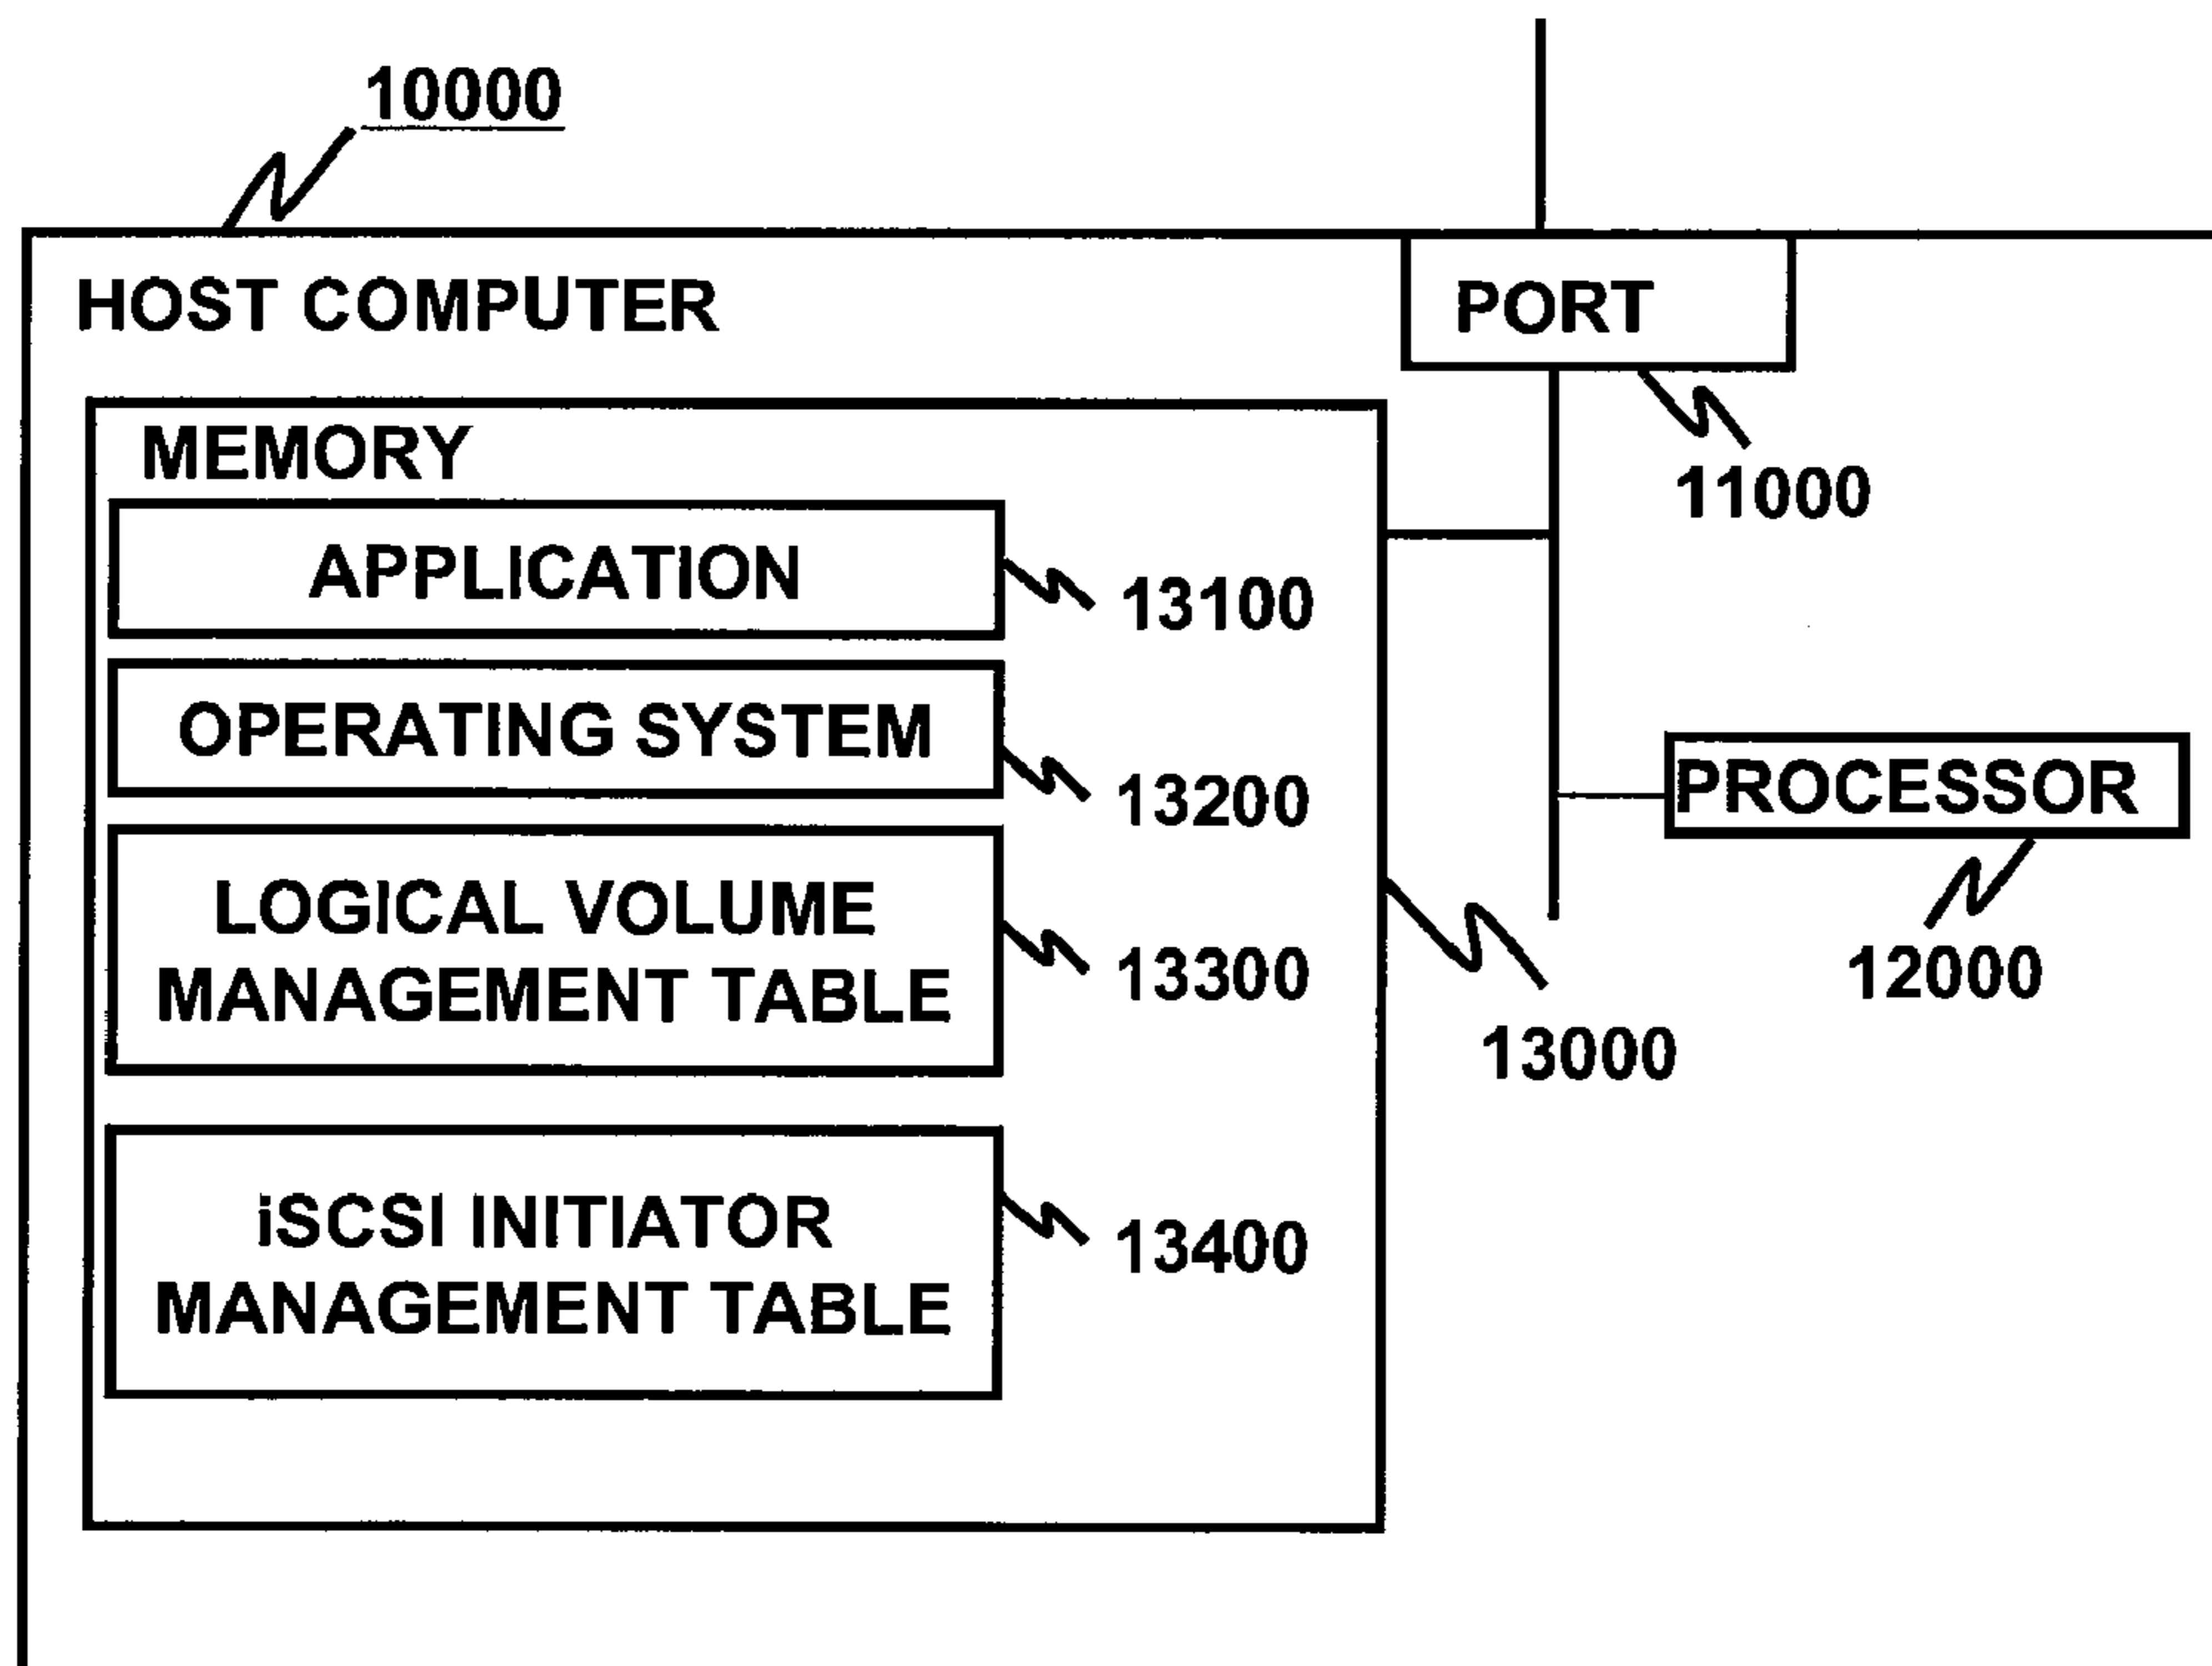 10000
HOST COMPUTER
PORT
11000
MEMORY
APPLICATION
13100
OPERATING SYSTEM
13200
PROCESSOR
12000
LOGICAL VOLUME
MANAGEMENT TABLE
13300
13000
iSCSI INITIATOR
MANAGEMENT TABLE
13400